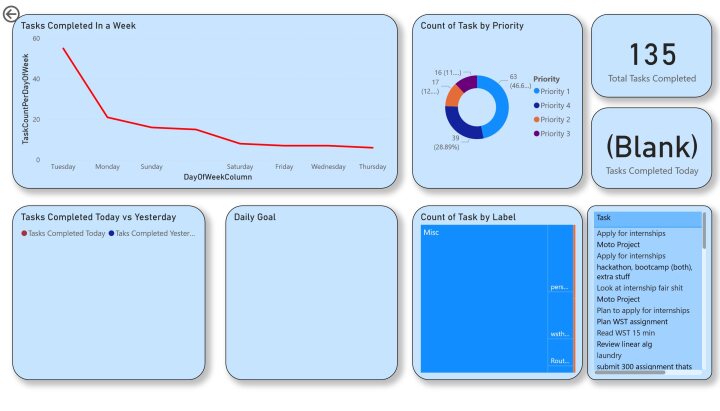 Tasks Completed In a Week
TaskCountPerDayOfWeek
60
40
20
0
Tuesday
Monday
Sunday
Saturday
Friday
Wednesday
Thursday
DayOfWeekColumn
Count of Task by Priority
16 (11....)
17
(12....)
63
(46.6...)
39
(28.89%)
Priority
Priority 1
Priority 4
Priority 2
Priority 3
135
Total Tasks Completed
(Blank)
Tasks Completed Today
Tasks Completed Today vs Yesterday
Tasks Completed Today
Taks Completed Yester...
Daily Goal
Count of Task by Label
Misc
pers...
wsth...
Rout...
Task
Apply for internships
Moto Project
Apply for internships
hackathon, bootcamp (both),
extra stuff
Look at internship fair shit
Moto Project
Plan to apply for internships
Plan WST assignment
Read WST 15 min
Review linear alg
laundry
submit 300 assignment thats